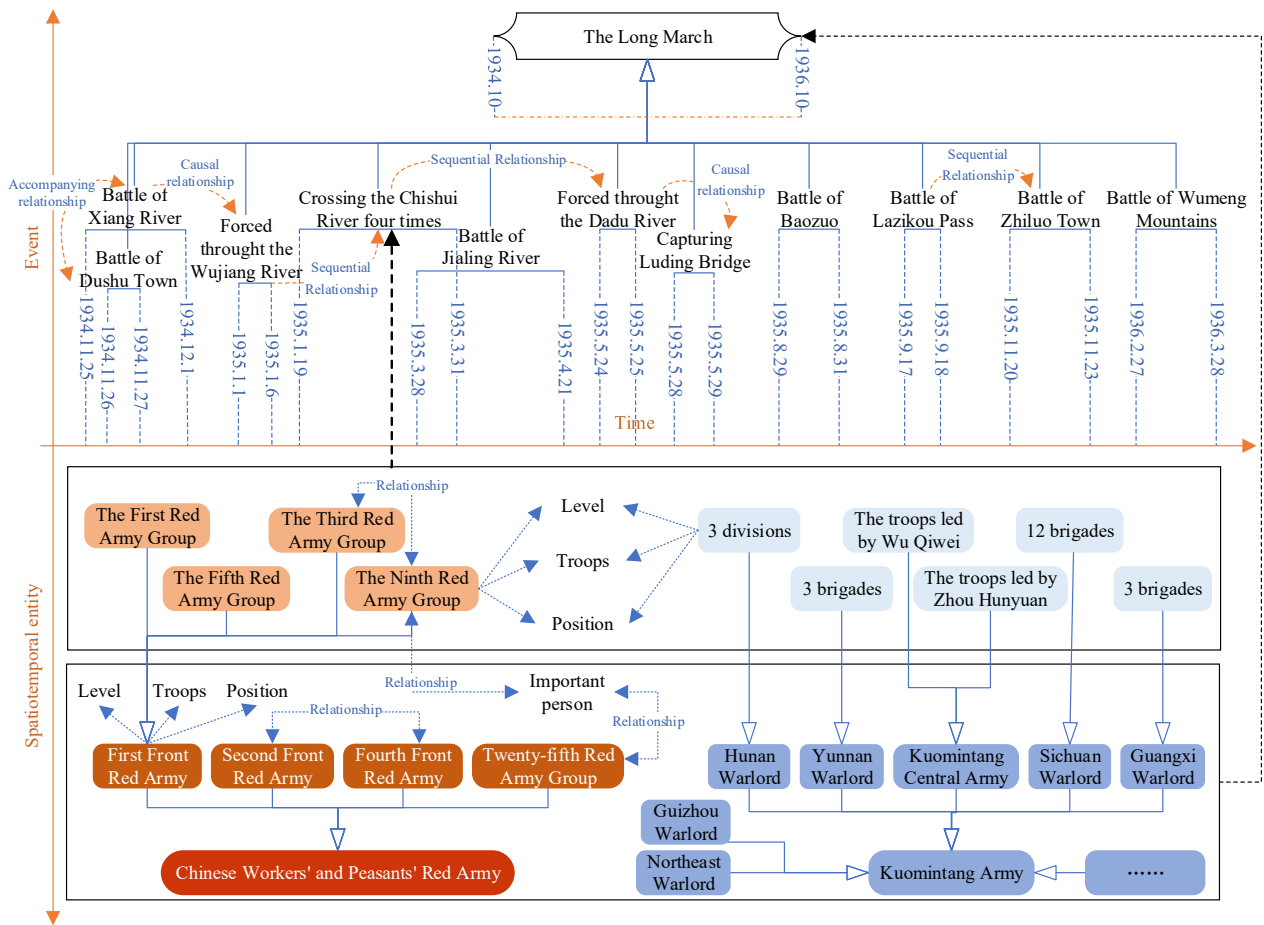 The Long March
1934.10
1936.10
Accompanying
relationship
Causal
relationship
Sequential Relationship
Causal
relationship
Sequential
Relationship
Battle of
Xiang River
Battle of
Dushu Town
Forced
throught the
Wujiang River
Sequential
Relationship
Crossing the Chishui
River four times
Battle of
Jialing River
Forced throught
the Dadu River
Capturing
Luding Bridge
Battle of
Baozuo
Battle of
Lazikou Pass
Battle of
Zhiluo Town
Battle of Wumeng
Mountains
Event
1934.11.25
1934.11.26
1934.11.27
1934.12.1
1935.1.1
1935.1.6
1935.1.19
1935.3.31
1935.3.28
1935.4.21
1935.5.24
1935.5.25
1935.5.28
1935.5.29
1935.8.29
1935.8.31
1935.9.17
1935.9.18
1935.11.20
1935.11.23
1936.2.27
1936.3.28
Time
Spatiotemporal entity
Relationship
The First Red
Army Group
The Third Red
Army Group
The Fifth Red
Army Group
The Ninth Red
Army Group
Level
Troops
Position
3 divisions
The troops led
by Wu Qiwei
12 brigades
3 brigades
The troops led by
Zhou Hunyuan
3 brigades
Level
Troops
Position
Relationship
Relationship
Important
person
Relationship
First Front
Red Army
Second Front
Red Army
Fourth Front
Red Army
Twenty-fifth Red
Army Group
Hunan
Warlord
Yunnan
Warlord
Kuomintang
Central Army
Sichuan
Warlord
Guangxi
Warlord
Guizhou
Warlord
Northeast
Warlord
Chinese Workers' and Peasants' Red Army
Kuomintang Army
······